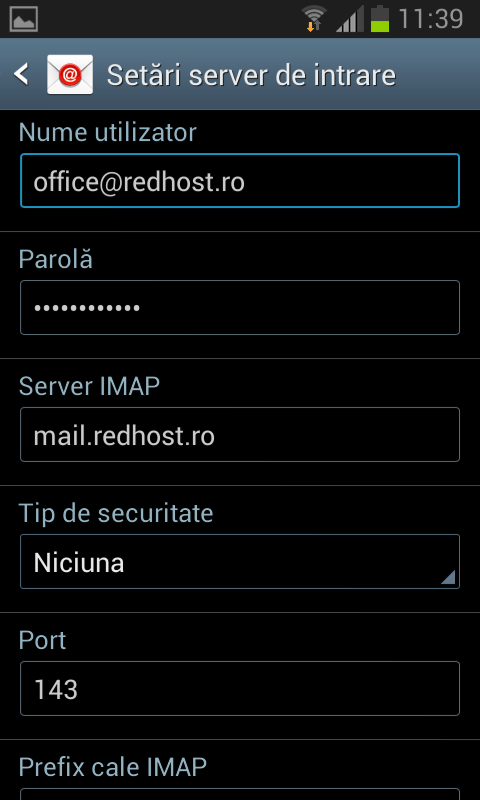 11:39
Setări server de intrare
Nume utilizator
office@redhost.ro
Parolă
••••••••••••
Server IMAP
mail.redhost.ro
Tip de securitate
Niciuna
Port
143
Prefix cale IMAP